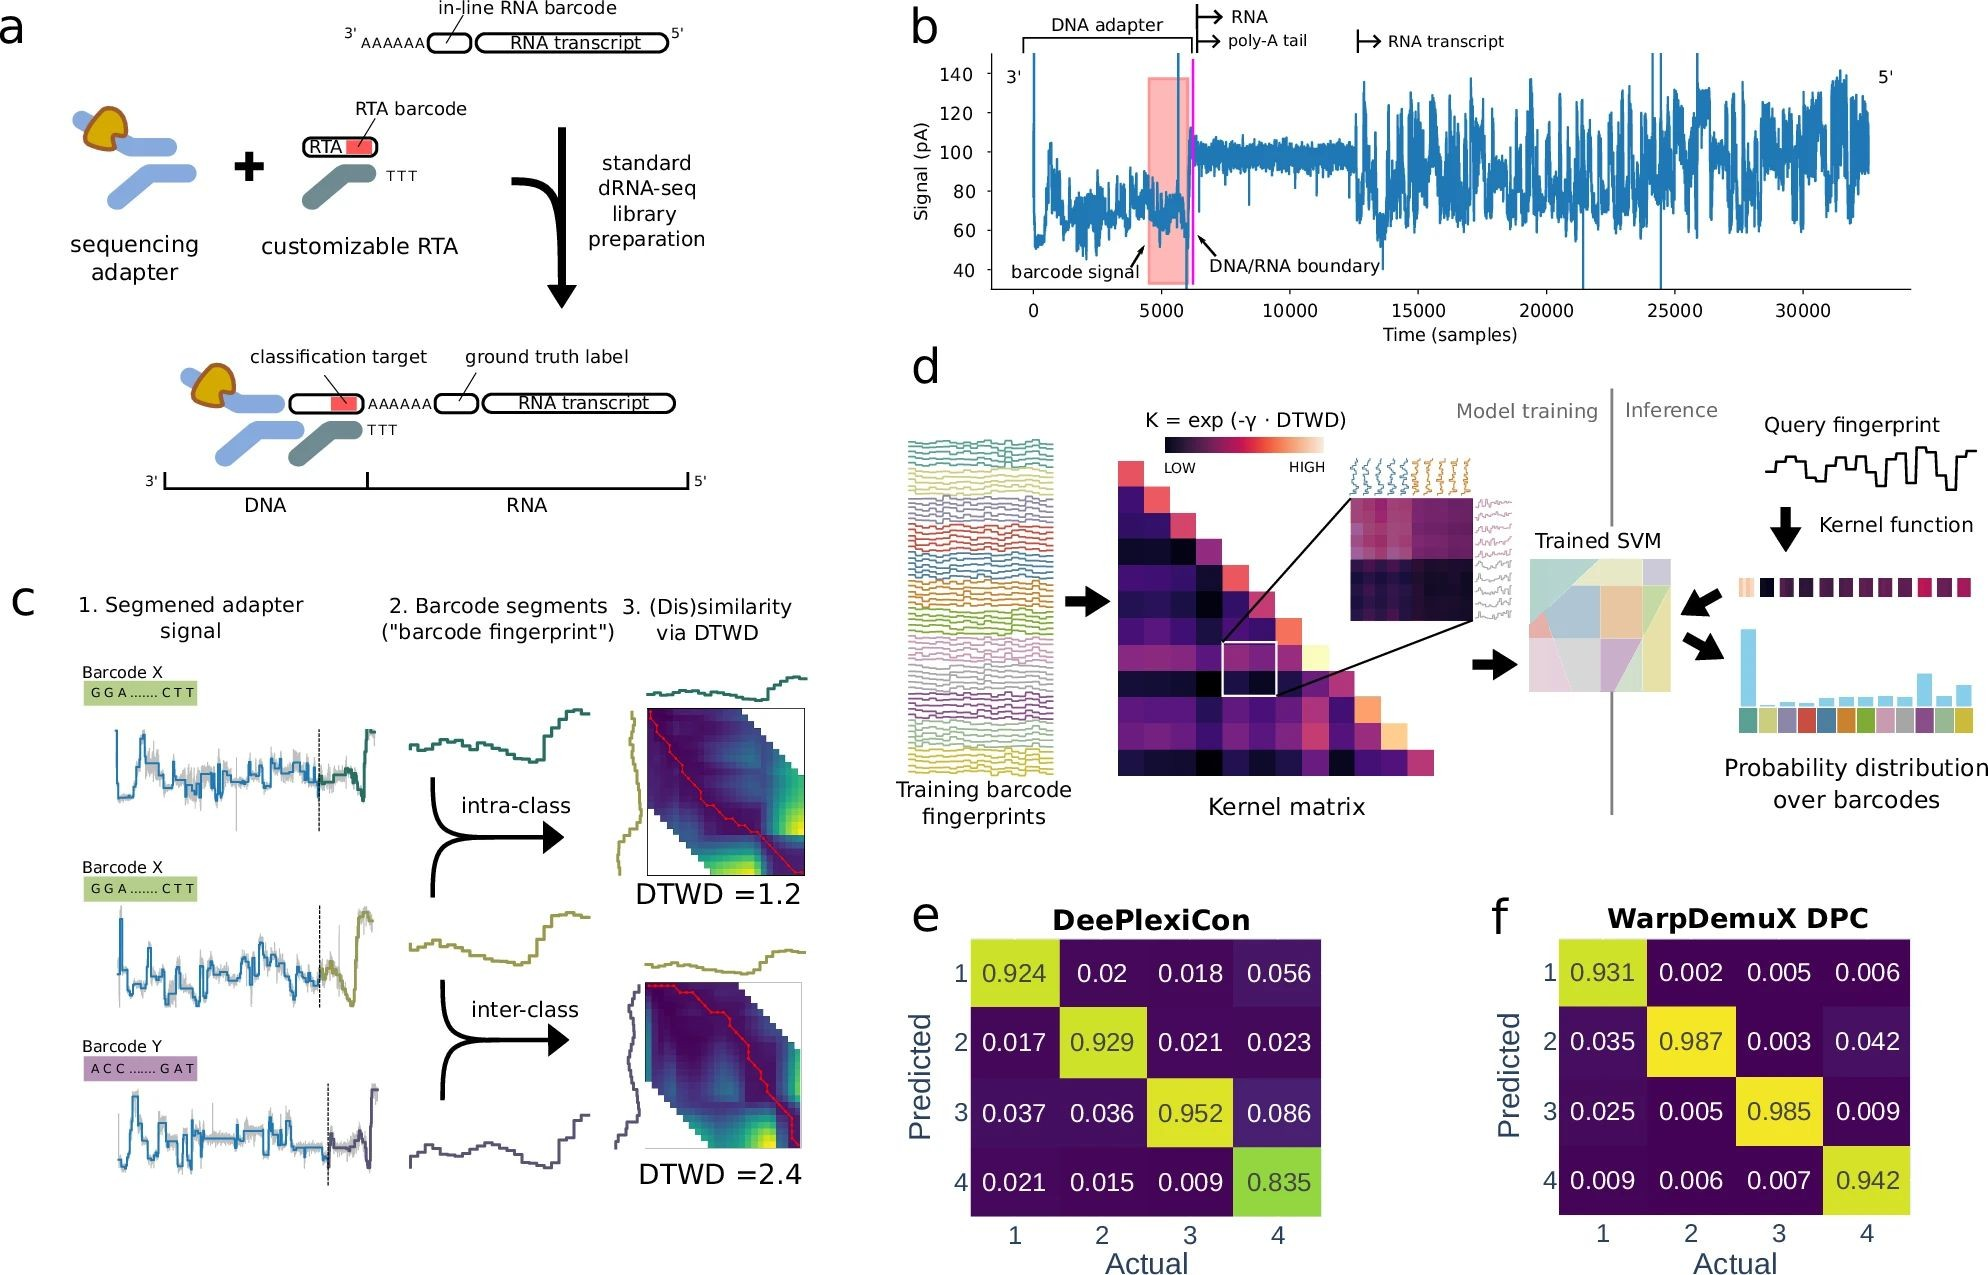 a
in-line RNA barcode
3' AAAAAA RNA transcript 5'
RTA barcode
RTA
TTT
sequencing
adapter
customizable RTA
standard
dRNA-seq
library
preparation
classification target
ground truth label
AAAAAA RNA transcript
TTT
3' 5'
DNA RNA
b
DNA adapter
RNA
poly-A tail
RNA transcript
3' 5'
Signal (pA)
140
120
100
80
60
40
barcode signal
DNA/RNA boundary
0 5000 10000 15000 20000 25000 30000
Time (samples)
c
1. Segmened adapter
signal
2. Barcode segments
("barcode fingerprint")
3. (Dis)similarity
via DTWD
Barcode X
GGA.......CTT
intra-class
DTWD =1.2
Barcode X
GGA.......CTT
inter-class
Barcode Y
ACC.......GAT
DTWD =2.4
d
K = exp (-γ · DTWD)
LOW HIGH
Model training
Inference
Training barcode
fingerprints
Kernel matrix
Trained SVM
Query fingerprint
Kernel function
Probability distribution
over barcodes
e
DeePlexiCon
Predicted
1 0.924 0.02 0.018 0.056
2 0.017 0.929 0.021 0.023
3 0.037 0.036 0.952 0.086
4 0.021 0.015 0.009 0.835
1 2 3 4
Actual
f
WarpDemuX DPC
Predicted
1 0.931 0.002 0.005 0.006
2 0.035 0.987 0.003 0.042
3 0.025 0.005 0.985 0.009
4 0.009 0.006 0.007 0.942
1 2 3 4
Actual